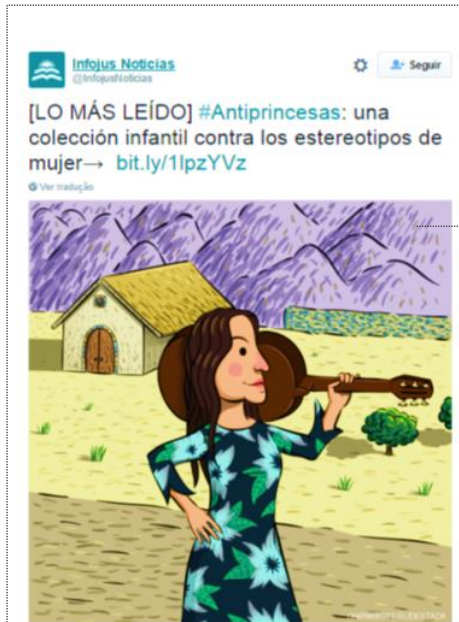 Infojus Noticias
@InfojusNoticias
Seguir
[LO MÁS LEÍDO] #Antiprincesas: una
colección infantil contra los estereotipos de
mujer→ bit.ly/1lpzYVz
Ver tradução